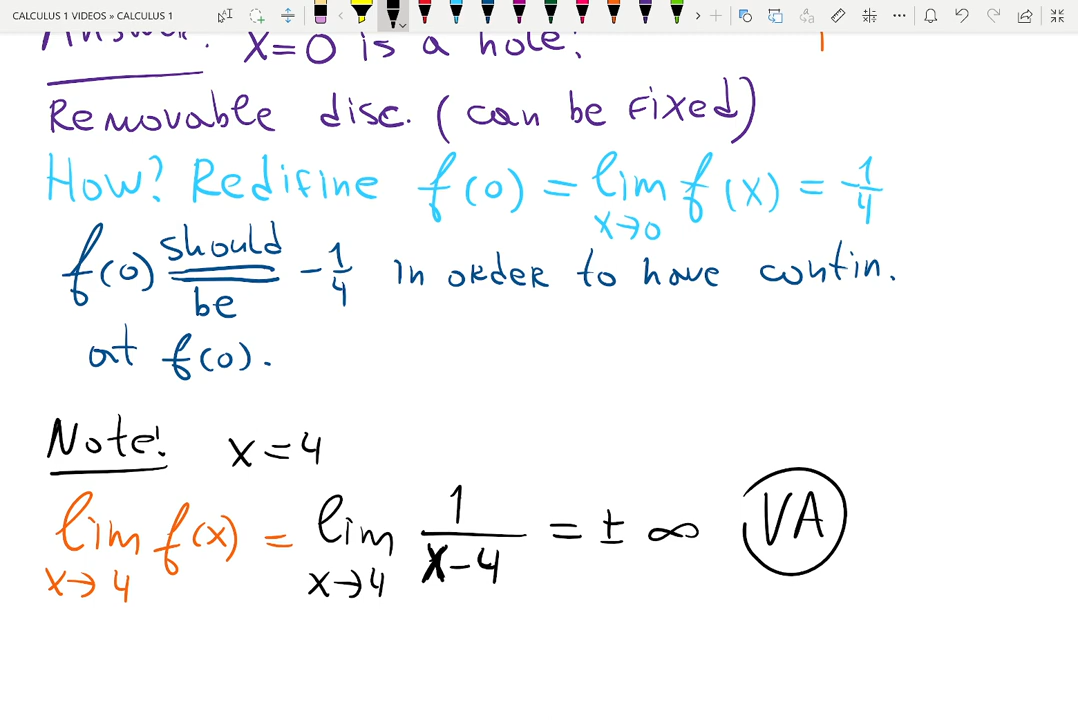 CALCULUS 1 VIDEOS » CALCULUS 1
Answer: x=0 is a hole!
Removable disc. (can be Fixed)
How? Redifine f(0) = lim x→0 f(x) = -1/4
f(0) should be -1/4 in order to have contin.
at f(0).
Note! x=4
lim x→4 f(x) = lim x→4 1/(x-4) = ± ∞ VA